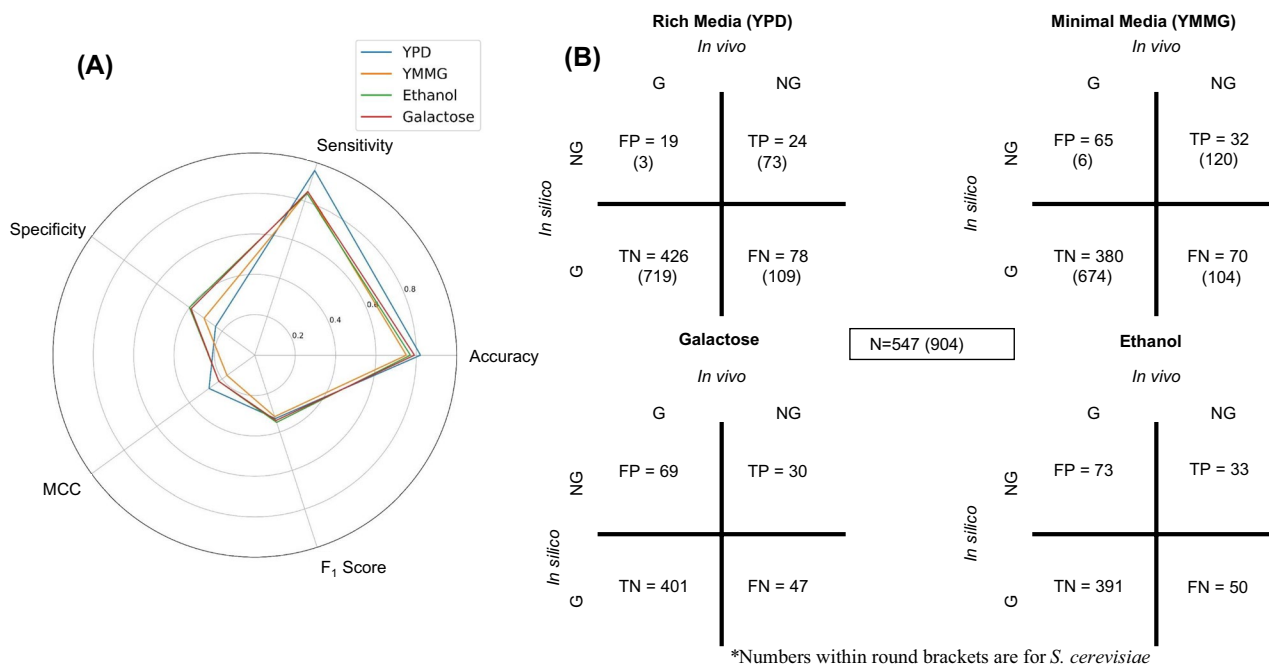 (A)
YPD
YMMG
Ethanol
Galactose
Sensitivity
Specificity
Accuracy
MCC
F1 Score
0.2
0.4
0.6
0.8
(B)
Rich Media (YPD)
In vivo
G NG
In silico
NG
G
FP = 19 TP = 24
(3) (73)
TN = 426 FN = 78
(719) (109)
Minimal Media (YMMG)
In vivo
G NG
In silico
NG
G
FP = 65 TP = 32
(6) (120)
TN = 380 FN = 70
(674) (104)
N=547 (904)
Galactose
In vivo
G NG
In silico
NG
G
FP = 69 TP = 30
TN = 401 FN = 47
Ethanol
In vivo
G NG
In silico
NG
G
FP = 73 TP = 33
TN = 391 FN = 50
*Numbers within round brackets are for S. cerevisiae